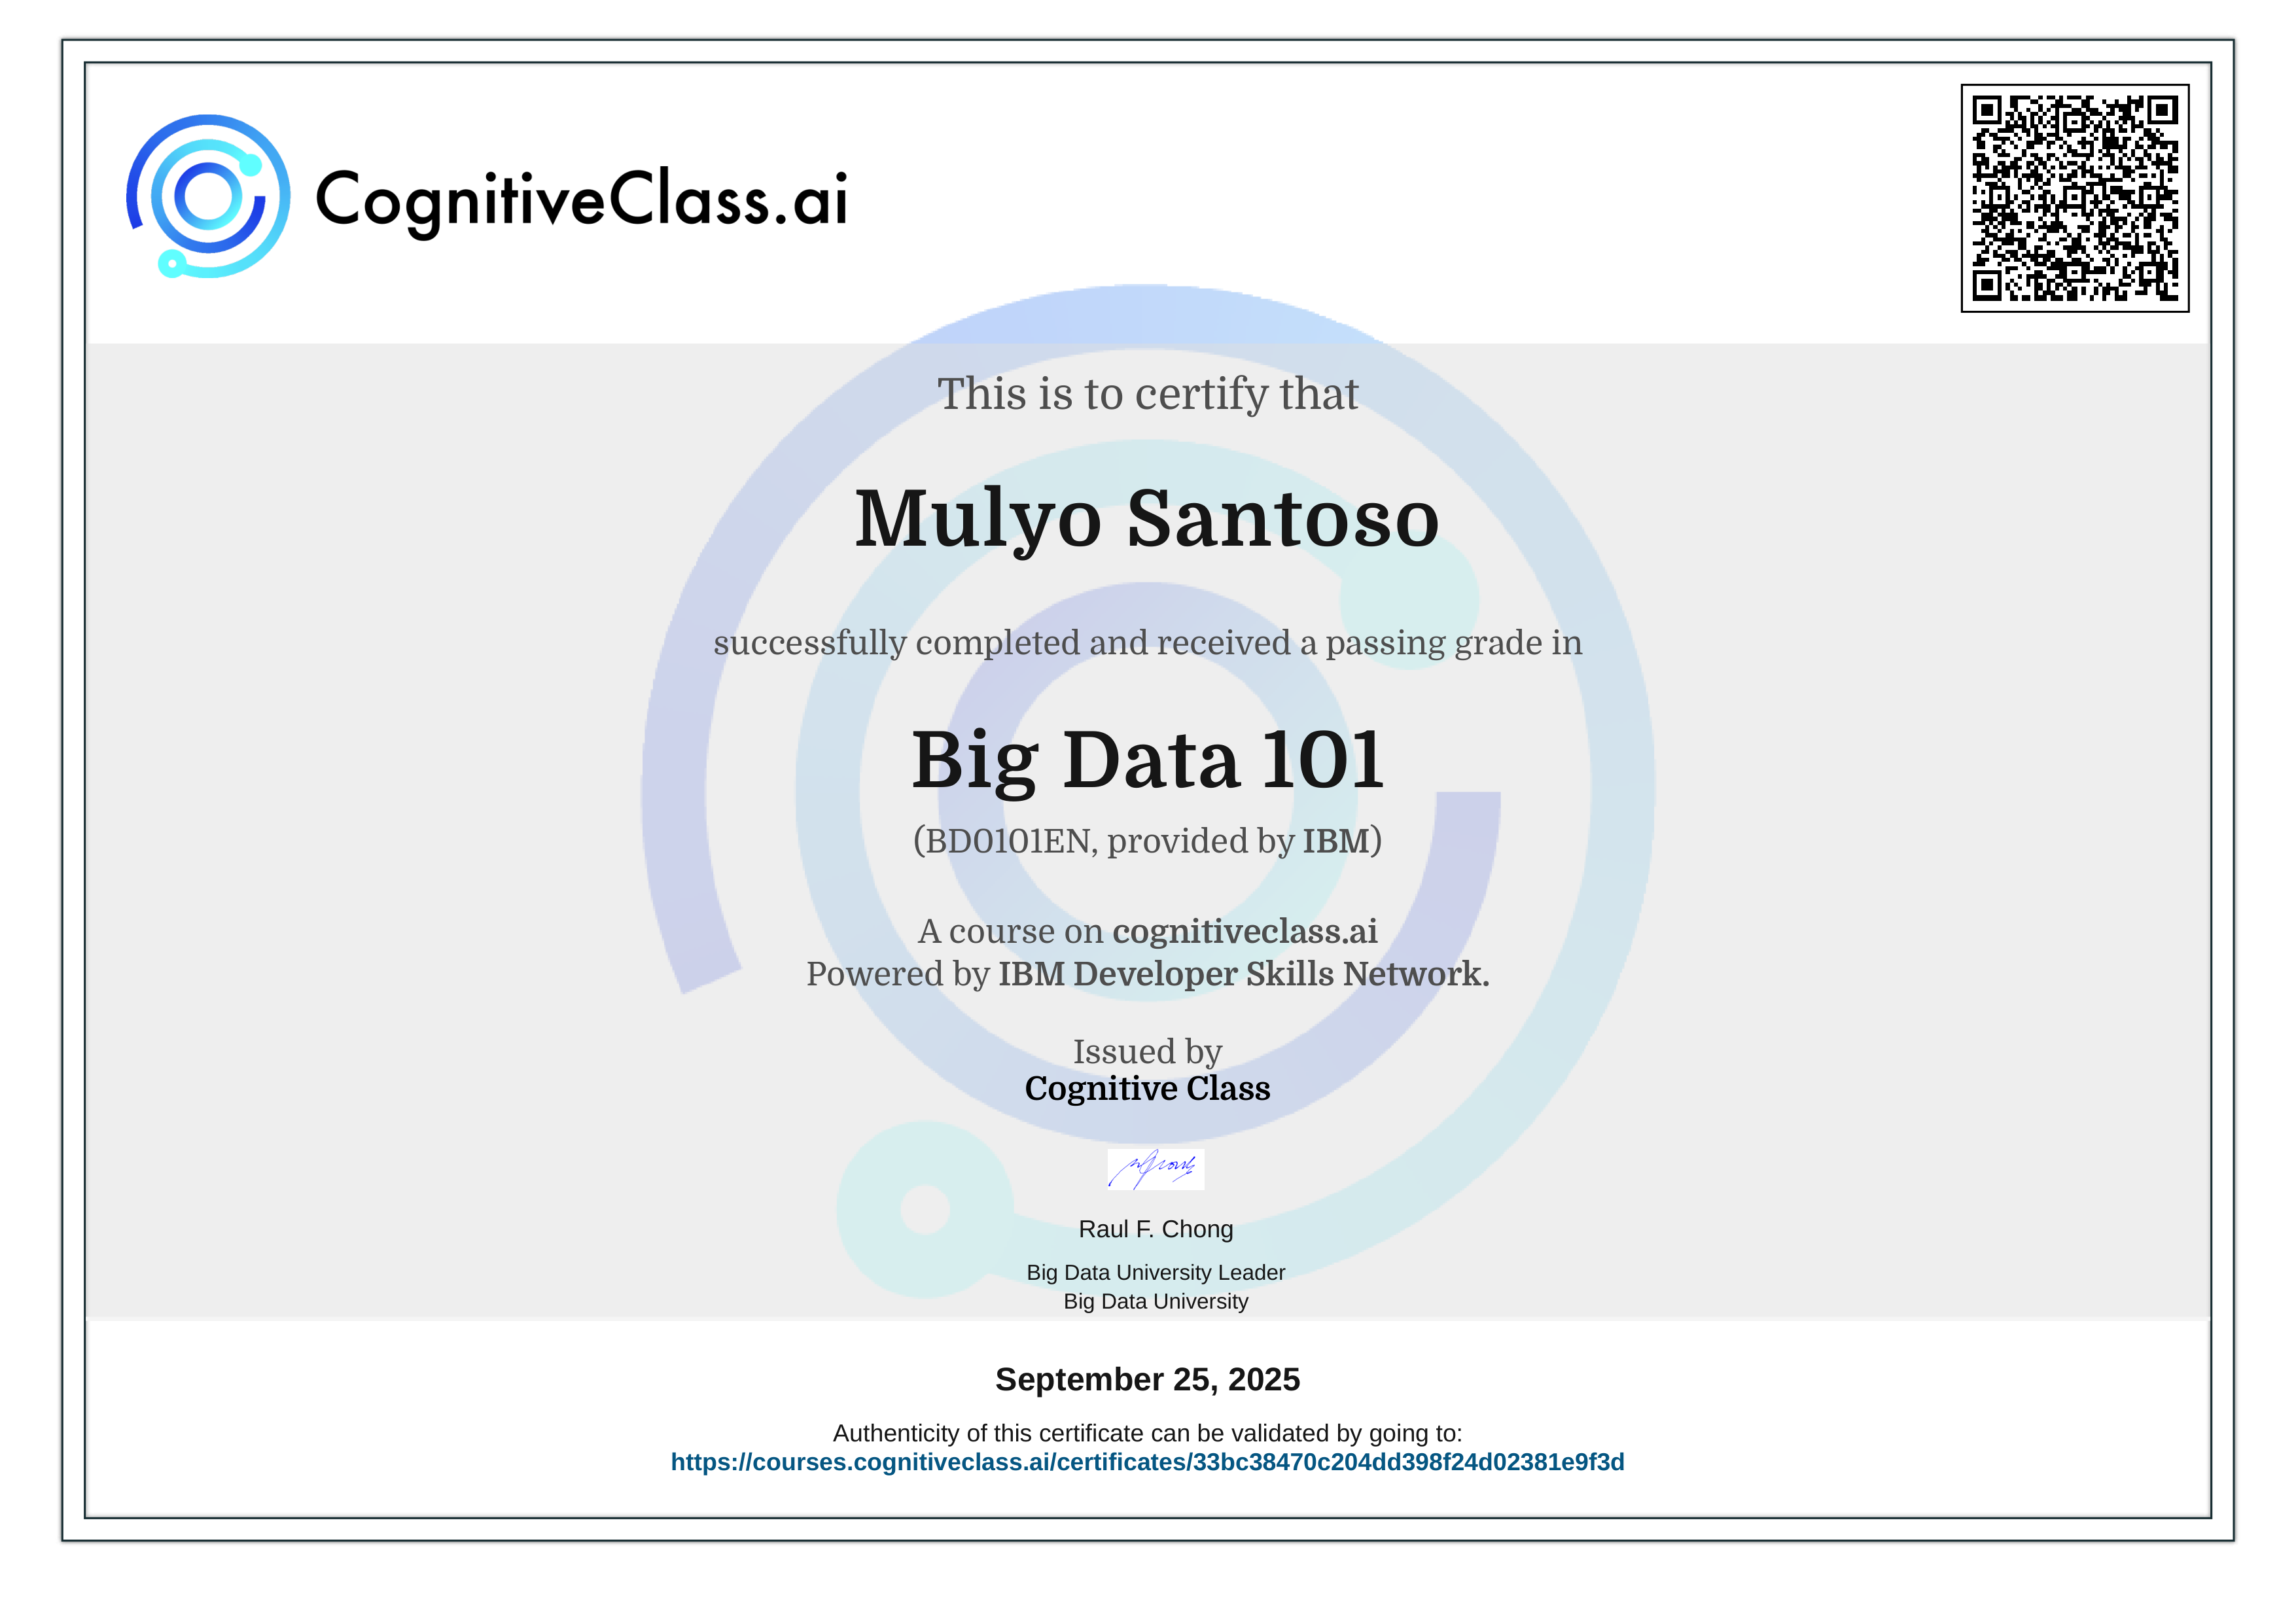 CognitiveClass.ai
This is to certify that
Mulyo Santoso
successfully completed and received a passing grade in
Big Data 101
(BD0101EN, provided by IBM)
A course on cognitiveclass.ai
Powered by IBM Developer Skills Network.
Issued by
Cognitive Class
Raul F. Chong
Big Data University Leader
Big Data University
September 25, 2025
Authenticity of this certificate can be validated by going to:
https://courses.cognitiveclass.ai/certificates/33bc38470c204dd398f24d02381e9f3d